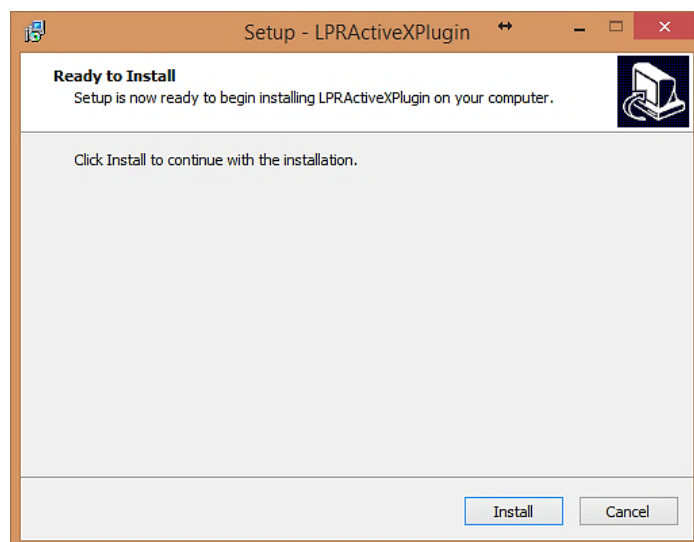 Setup - LPRActiveXPlugin
Ready to Install
Setup is now ready to begin installing LPRActiveXPlugin on your computer.
Click Install to continue with the installation.
Install Cancel